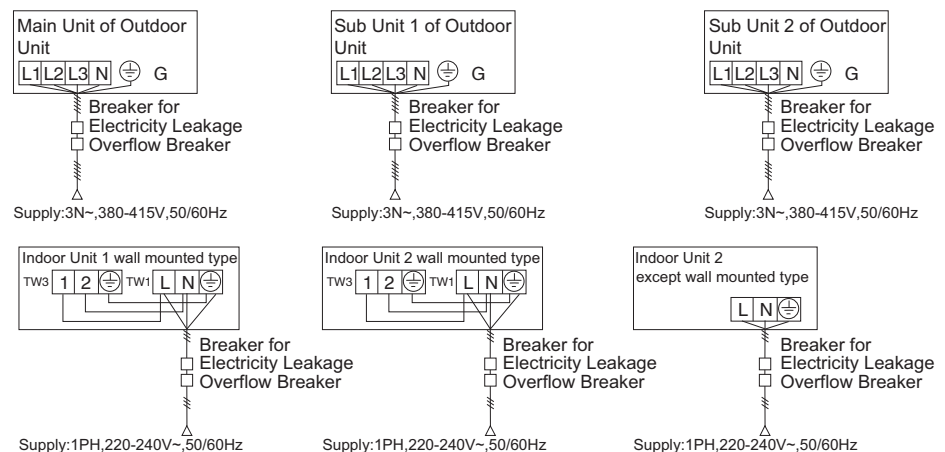 Main Unit of Outdoor
Unit
L1 L2 L3 N G
Breaker for
Electricity Leakage
Overflow Breaker
Supply:3N~,380-415V,50/60Hz
Sub Unit 1 of Outdoor
Unit
L1 L2 L3 N G
Breaker for
Electricity Leakage
Overflow Breaker
Supply:3N~,380-415V,50/60Hz
Sub Unit 2 of Outdoor
Unit
L1 L2 L3 N G
Breaker for
Electricity Leakage
Overflow Breaker
Supply:3N~,380-415V,50/60Hz
Indoor Unit 1 wall mounted type
TW3 1 2 TW1 L N
Breaker for
Electricity Leakage
Overflow Breaker
Supply:1PH,220-240V~,50/60Hz
Indoor Unit 2 wall mounted type
TW3 1 2 TW1 L N
Breaker for
Electricity Leakage
Overflow Breaker
Supply:1PH,220-240V~,50/60Hz
Indoor Unit 2
except wall mounted type
L N
Breaker for
Electricity Leakage
Overflow Breaker
Supply:1PH,220-240V~,50/60Hz